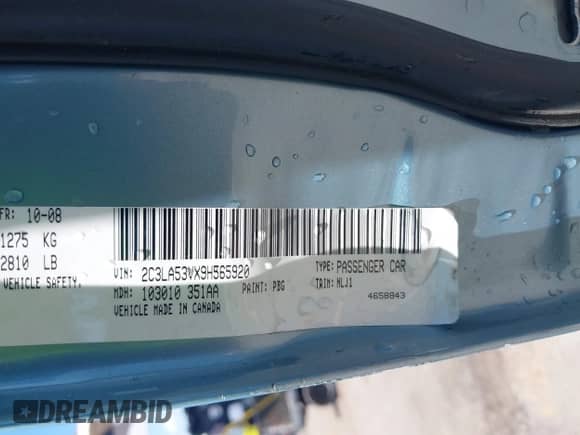 FR: 10-08
1275 KG
2810 LB
VEHICLE SAFETY.
VIN: 2C3LA53VX9H565920
TYPE: PASSENGER CAR
MDH: 103010 351AA
PAINT: PBG
TRIM: NLJ1
VEHICLE MADE IN CANADA
4658843
DREAMBID